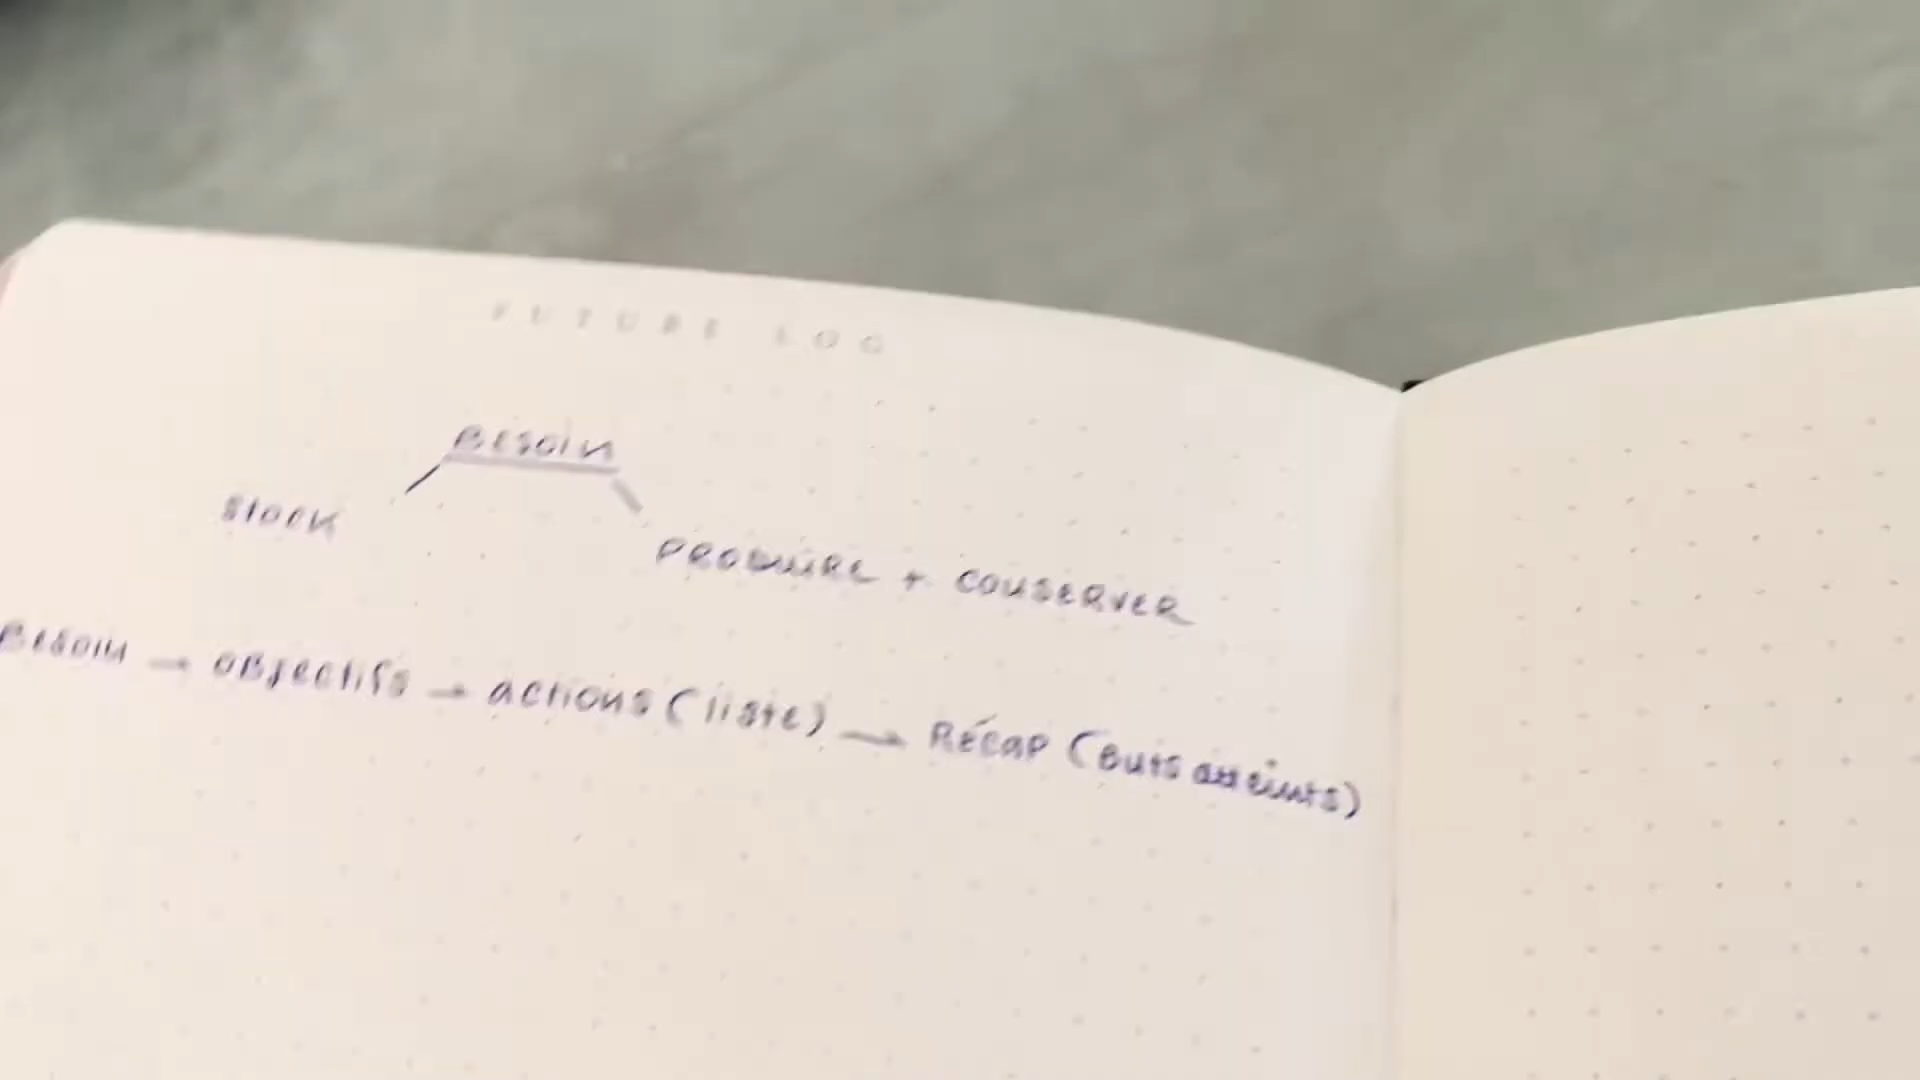 FUTURE LOG
BESOIN
STOCK
PRODUIRE + CONSERVER
BESOIN → OBJECTIFS → ACTIONS (LISTE) → RÉCAP (BUTS ATTEINTS)